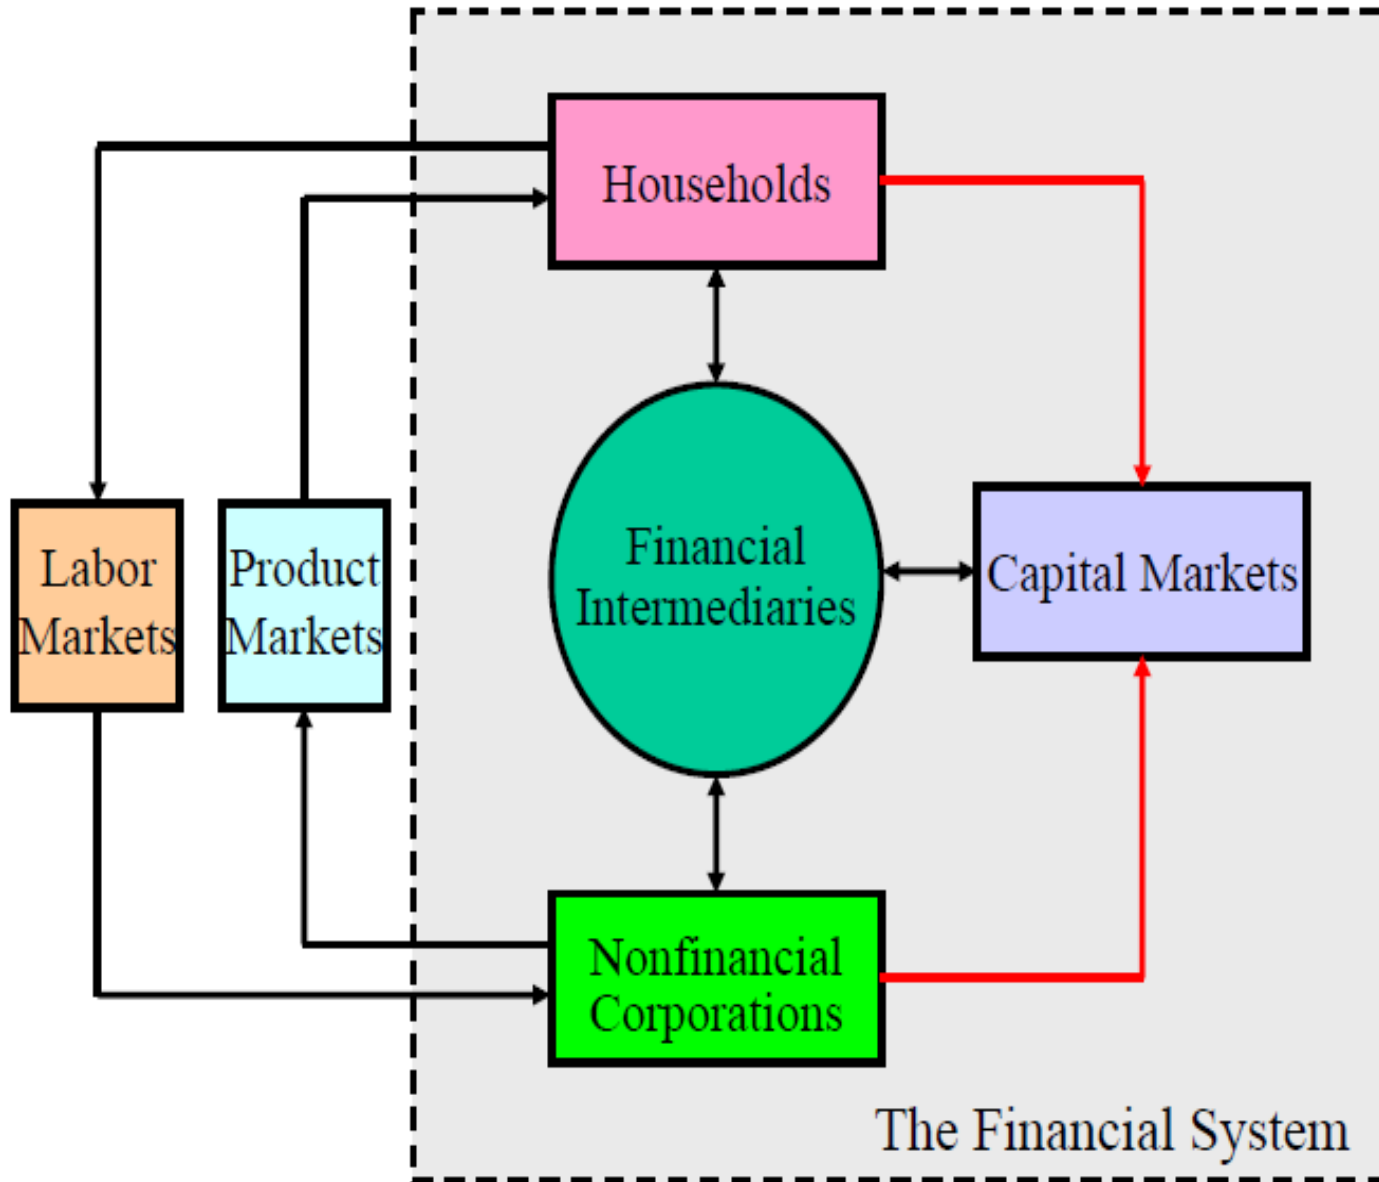 Households
Labor
Markets
Product
Markets
Financial
Intermediaries
Capital Markets
Nonfinancial
Corporations
The Financial System